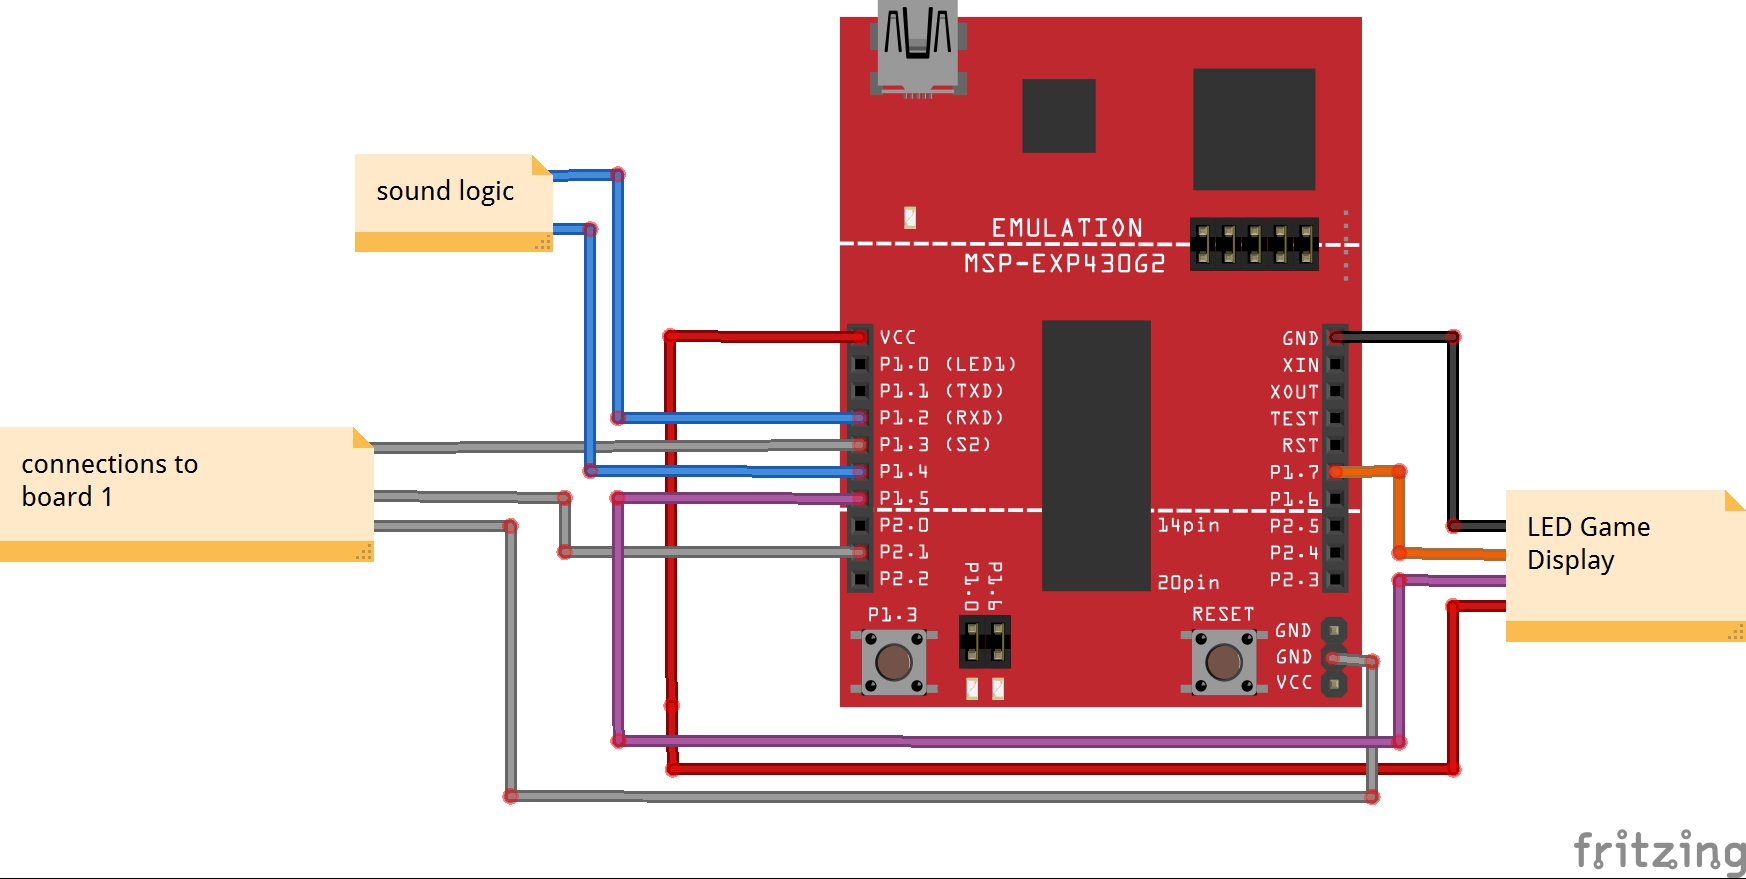 sound logic
connections to
board 1
EMULATION
MSP-EXP430G2
VCC
P1.0 (LED1)
P1.1 (TXD)
P1.2 (RXD)
P1.3 (S2)
P1.4
P1.5
P2.0
P2.1
P2.2
GND
XIN
XOUT
TEST
RST
P1.7
P1.6
P2.5
P2.4
P2.3
14pin
20pin
P1.0
P1.6
P1.3
RESET
GND
GND
VCC
LED Game
Display
fritzing